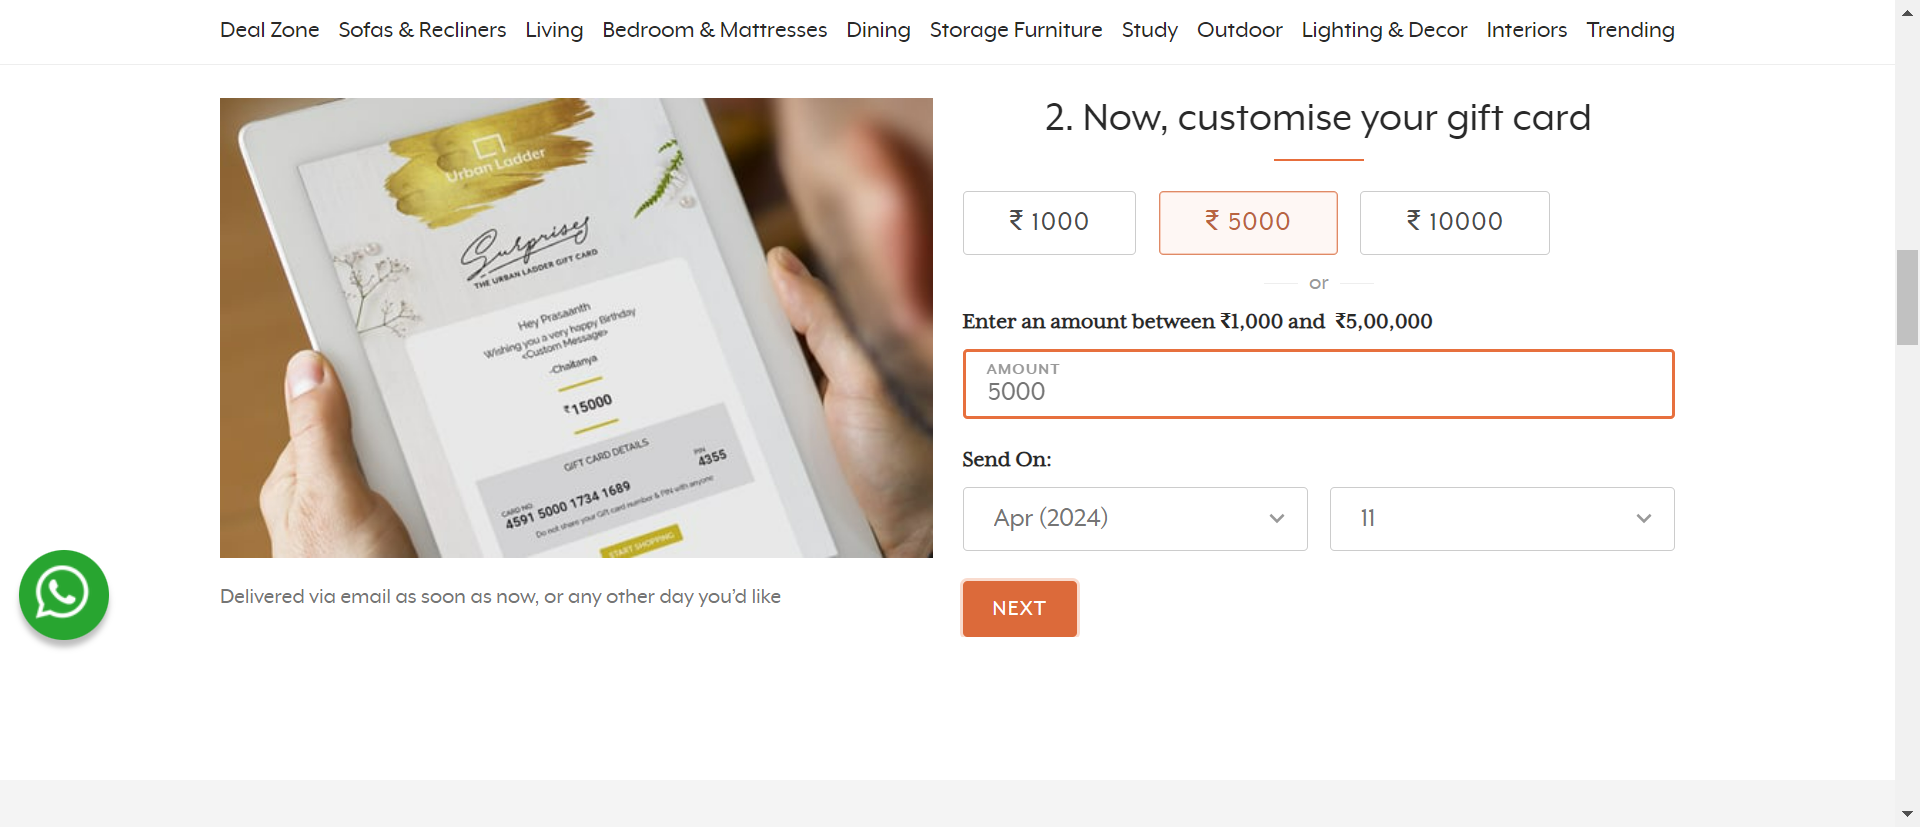 Deal Zone Sofas & Recliners Living Bedroom & Mattresses Dining Storage Furniture Study Outdoor Lighting & Decor Interiors Trending
Urban Ladder
Surprises
THE URBAN LADDER GIFT CARD
Hey Prasaanth
Wishing you a very happy Birthday
<Custom Message>
-Chaitanya
₹15000
GIFT CARD DETAILS
CARD NO
4591 5000 1734 1689
PIN
4355
Do not share your Gift card number & PIN with anyone
START SHOPPING
Delivered via email as soon as now, or any other day you'd like
2. Now, customise your gift card
₹ 1000 ₹ 5000 ₹ 10000
or
Enter an amount between ₹1,000 and ₹5,00,000
AMOUNT
5000
Send On:
Apr (2024) 11
NEXT